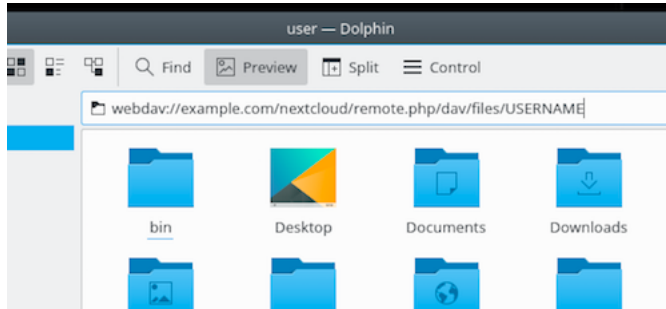 user — Dolphin
Find Preview Split Control
webdav://example.com/nextcloud/remote.php/dav/files/USERNAME
bin Desktop Documents Downloads